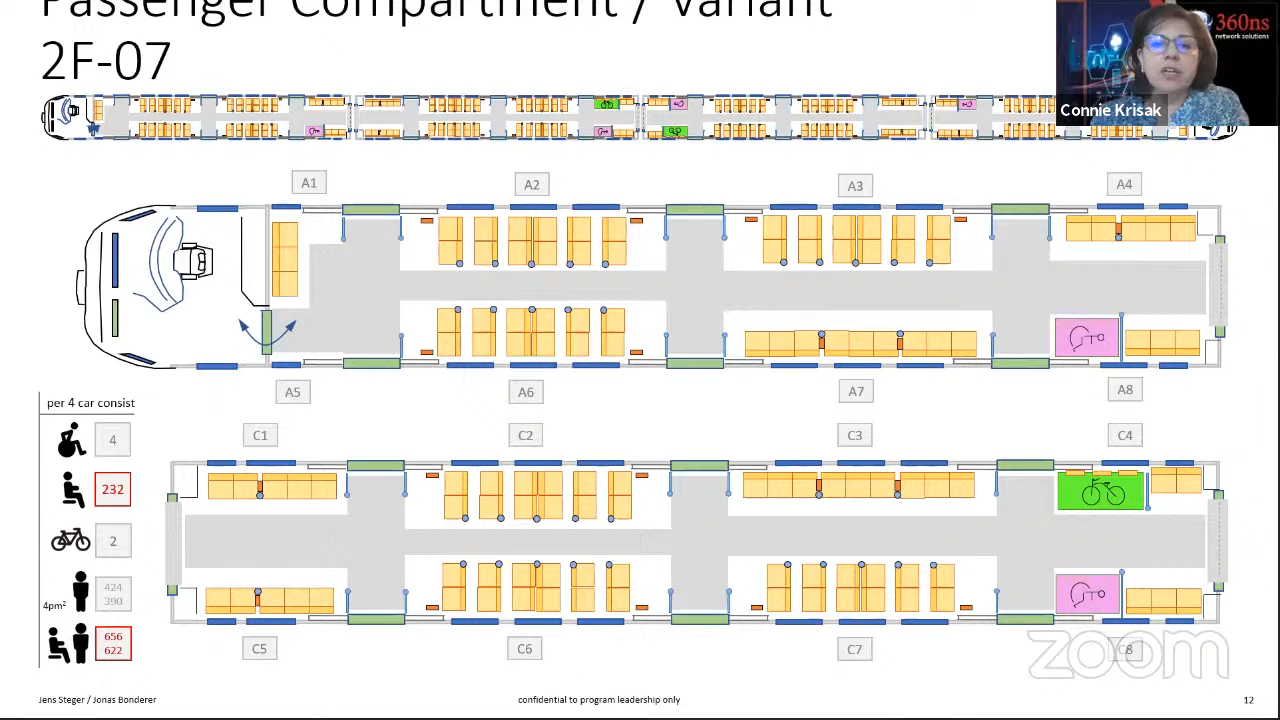 Passenger Compartment / Variant
2F-07
360ns
network solutions
Connie Krisak
A1
A2
A3
A4
A5
A6
A7
A8
per 4 car consist
4
232
2
4pm²
424
390
656
622
C1
C2
C3
C4
C5
C6
C7
C8
zoom
Jens Steger / Jonas Bonderer
confidential to program leadership only
12